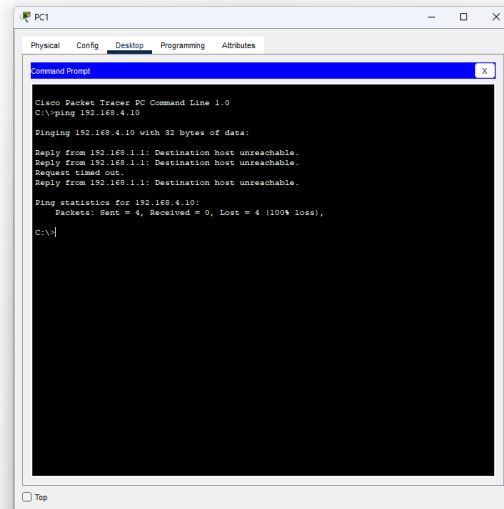 PC1
Physical Config Desktop Programming Attributes
Command Prompt
X
Cisco Packet Tracer PC Command Line 1.0
C:\>ping 192.168.4.10
Pinging 192.168.4.10 with 32 bytes of data:
Reply from 192.168.1.1: Destination host unreachable.
Reply from 192.168.1.1: Destination host unreachable.
Request timed out.
Reply from 192.168.1.1: Destination host unreachable.
Ping statistics for 192.168.4.10:
Packets: Sent = 4, Received = 0, Lost = 4 (100% loss),
C:\>
Top